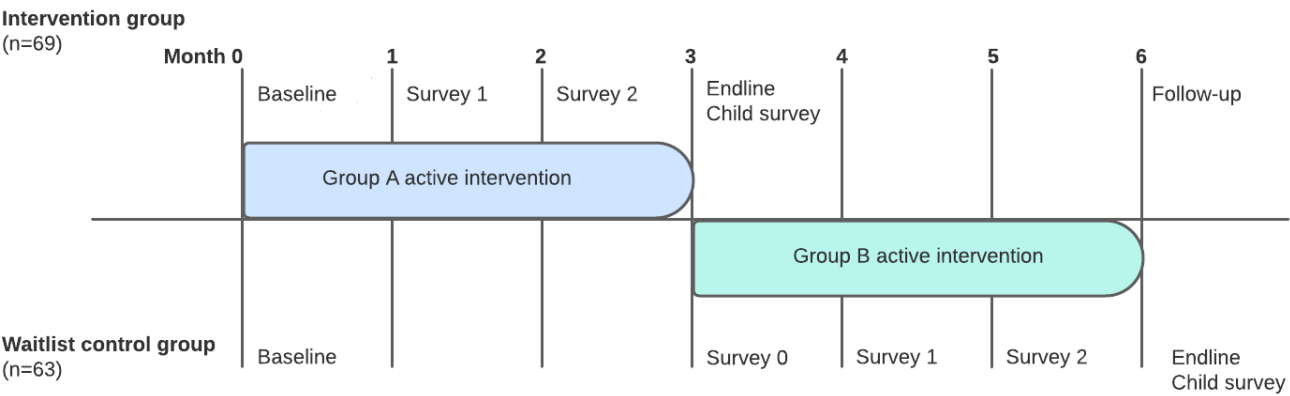 Intervention group
(n=69)
Month 0 1 2 3 4 5 6
Baseline Survey 1 Survey 2 Endline Follow-up
Child survey
Group A active intervention
Group B active intervention
Waitlist control group
(n=63)
Baseline Survey 0 Survey 1 Survey 2 Endline
Child survey